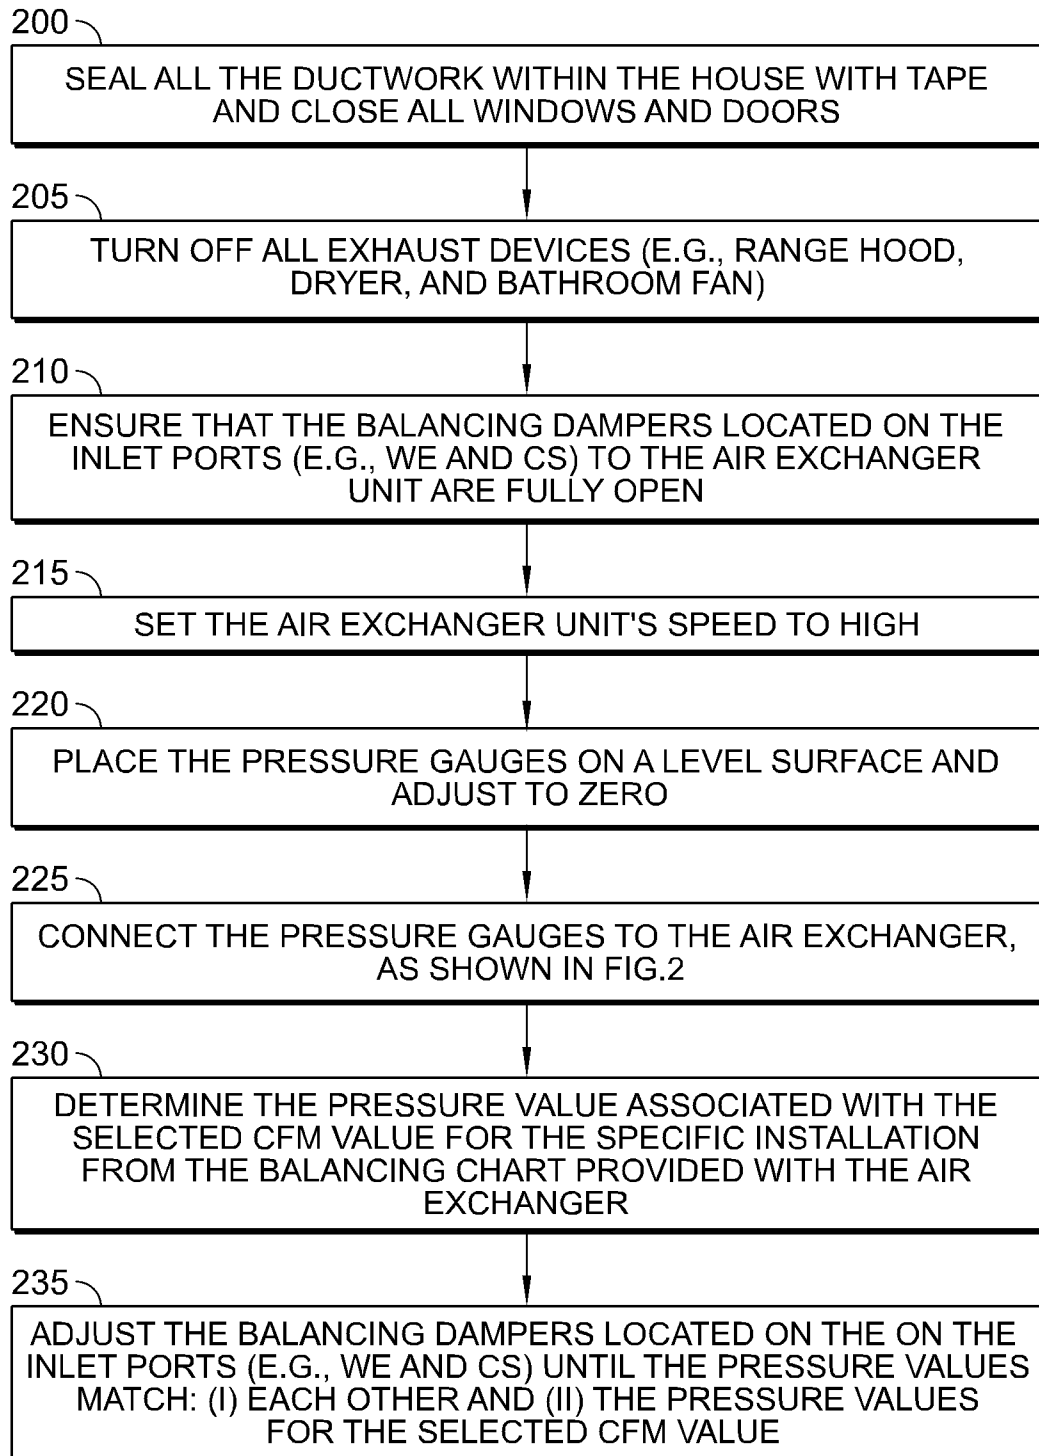 200
SEAL ALL THE DUCTWORK WITHIN THE HOUSE WITH TAPE
AND CLOSE ALL WINDOWS AND DOORS
205
TURN OFF ALL EXHAUST DEVICES (E.G., RANGE HOOD,
DRYER, AND BATHROOM FAN)
210
ENSURE THAT THE BALANCING DAMPERS LOCATED ON THE
INLET PORTS (E.G., WE AND CS) TO THE AIR EXCHANGER
UNIT ARE FULLY OPEN
215
SET THE AIR EXCHANGER UNIT'S SPEED TO HIGH
220
PLACE THE PRESSURE GAUGES ON A LEVEL SURFACE AND
ADJUST TO ZERO
225
CONNECT THE PRESSURE GAUGES TO THE AIR EXCHANGER,
AS SHOWN IN FIG.2
230
DETERMINE THE PRESSURE VALUE ASSOCIATED WITH THE
SELECTED CFM VALUE FOR THE SPECIFIC INSTALLATION
FROM THE BALANCING CHART PROVIDED WITH THE AIR
EXCHANGER
235
ADJUST THE BALANCING DAMPERS LOCATED ON THE ON THE
INLET PORTS (E.G., WE AND CS) UNTIL THE PRESSURE VALUES
MATCH: (I) EACH OTHER AND (II) THE PRESSURE VALUES
FOR THE SELECTED CFM VALUE